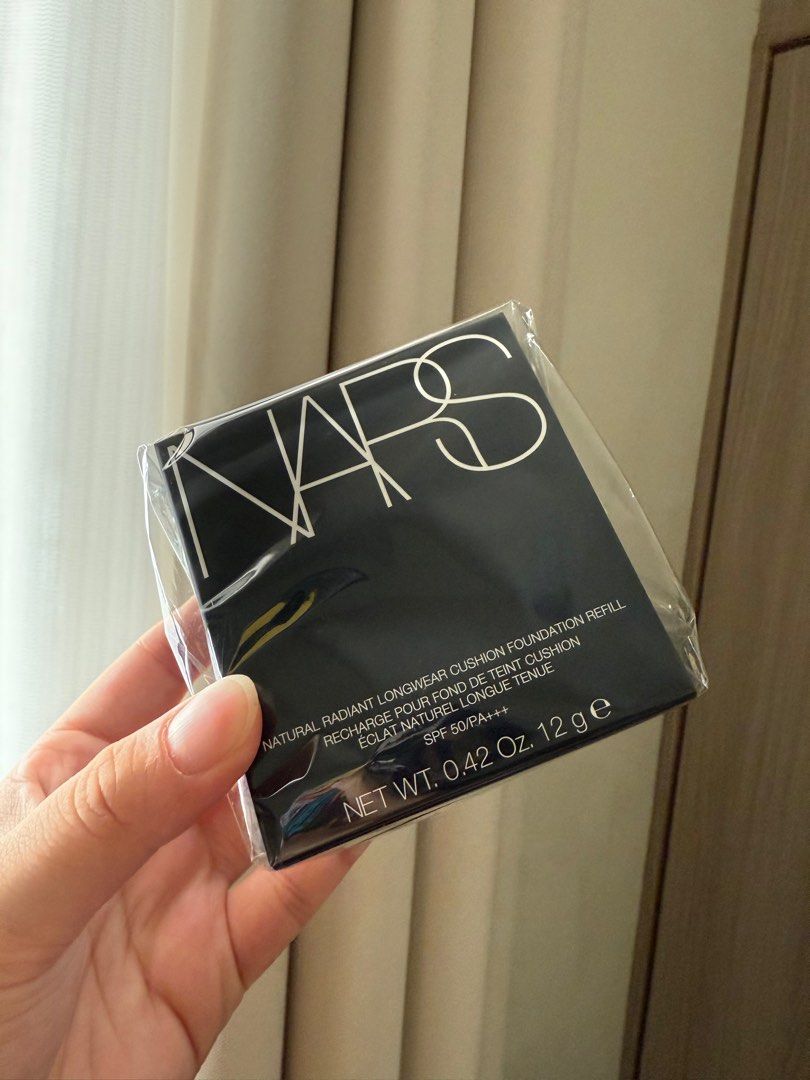 NARS
NATURAL RADIANT LONGWEAR CUSHION FOUNDATION REFILL
RECHARGE POUR FOND DE TEINT CUSHION
ÉCLAT NATUREL LONGUE TENUE
SPF 50/PA+++
NET WT. 0.42 Oz. 12 g ℮